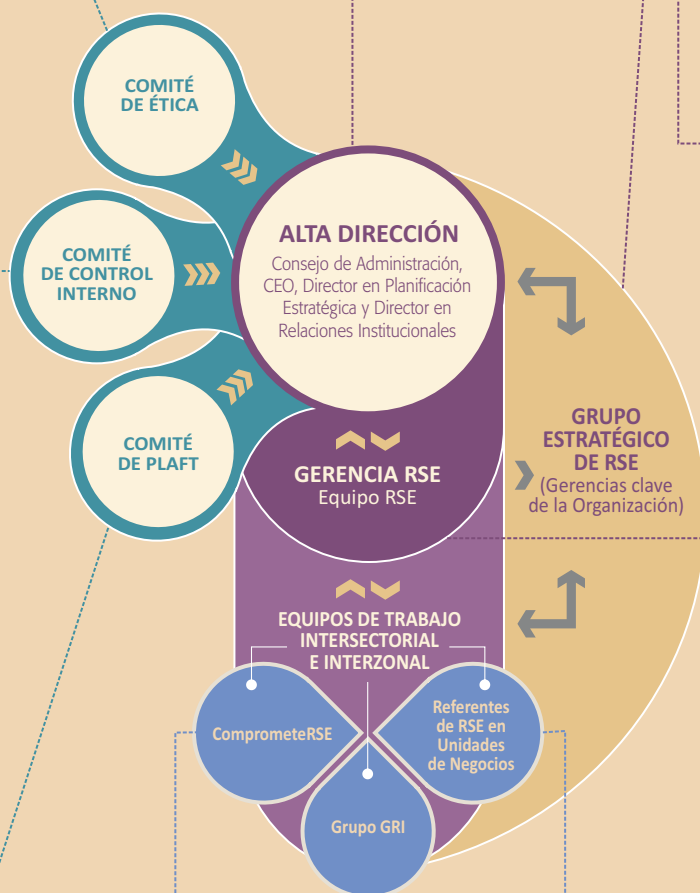 COMITÉ
DE ÉTICA
COMITÉ
DE CONTROL
INTERNO
COMITÉ
DE PLAFT
ALTA DIRECCIÓN
Consejo de Administración,
CEO, Director en Planificación
Estratégica y Director en
Relaciones Institucionales
GERENCIA RSE
Equipo RSE
GRUPO
ESTRATÉGICO
DE RSE
(Gerencias clave
de la Organización)
EQUIPOS DE TRABAJO
INTERSECTORIAL
E INTERZONAL
ComprometeRSE
Grupo GRI
Referentes
de RSE en
Unidades
de Negocios